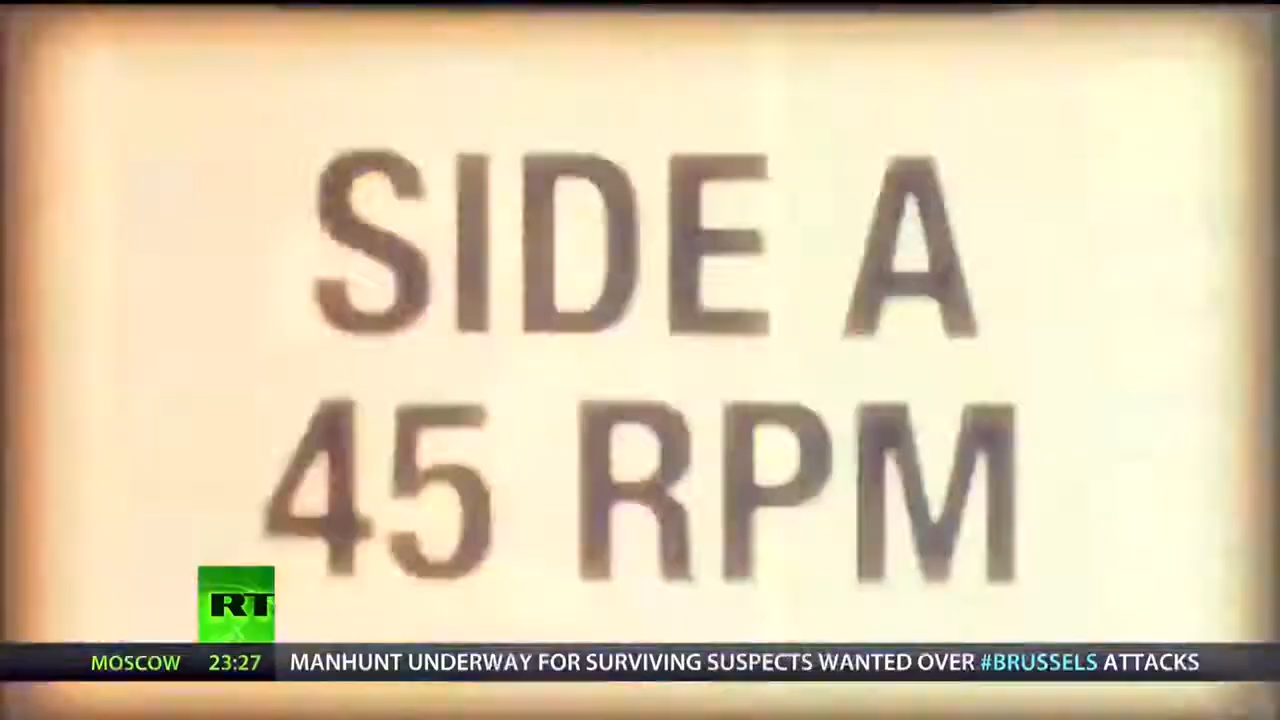 SIDE A
45 RPM
RT
MOSCOW 23:27 MANHUNT UNDERWAY FOR SURVIVING SUSPECTS WANTED OVER #BRUSSELS ATTACKS